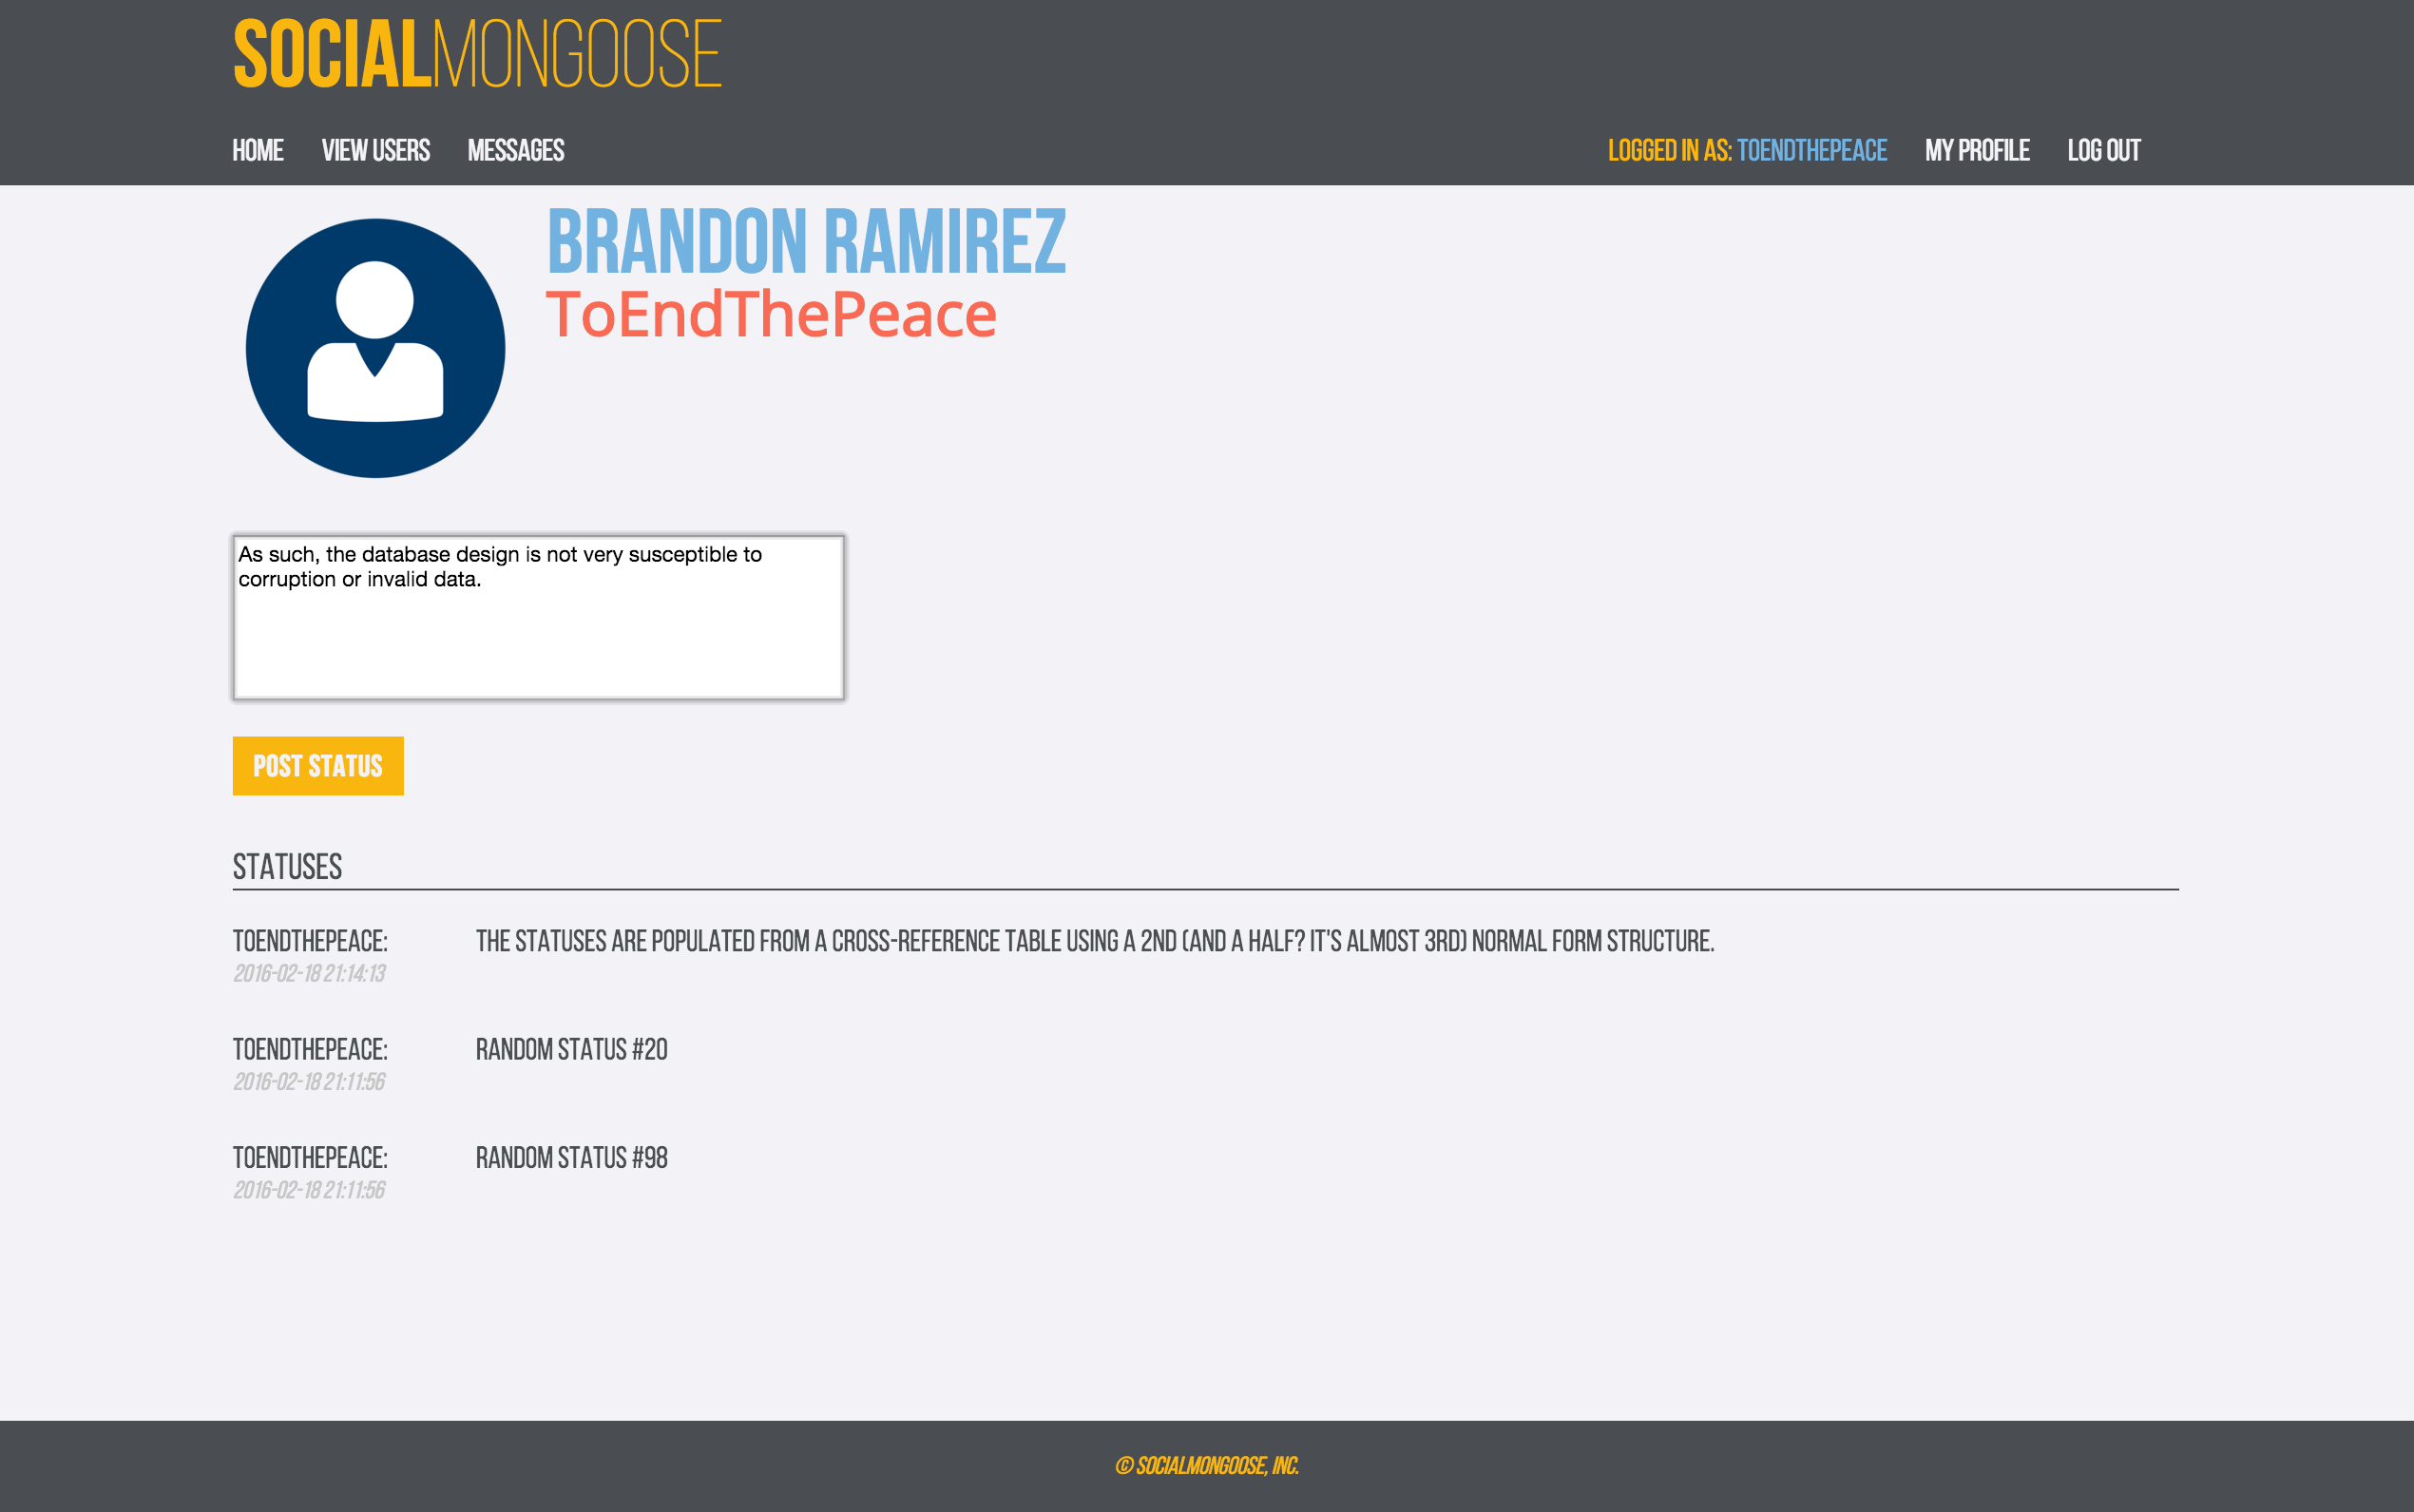 SOCIALMONGOOSE
HOME VIEW USERS MESSAGES LOGGED IN AS: TOENDTHEPEACE MY PROFILE LOG OUT
BRANDON RAMIREZ
ToEndThePeace
As such, the database design is not very susceptible to
corruption or invalid data.
POST STATUS
STATUSES
TOENDTHEPEACE: THE STATUSES ARE POPULATED FROM A CROSS-REFERENCE TABLE USING A 2ND (AND A HALF? IT'S ALMOST 3RD) NORMAL FORM STRUCTURE.
2016-02-18 21:14:13
TOENDTHEPEACE: RANDOM STATUS #20
2016-02-18 21:11:56
TOENDTHEPEACE: RANDOM STATUS #98
2016-02-18 21:11:56
© SOCIALMONGOOSE, INC.